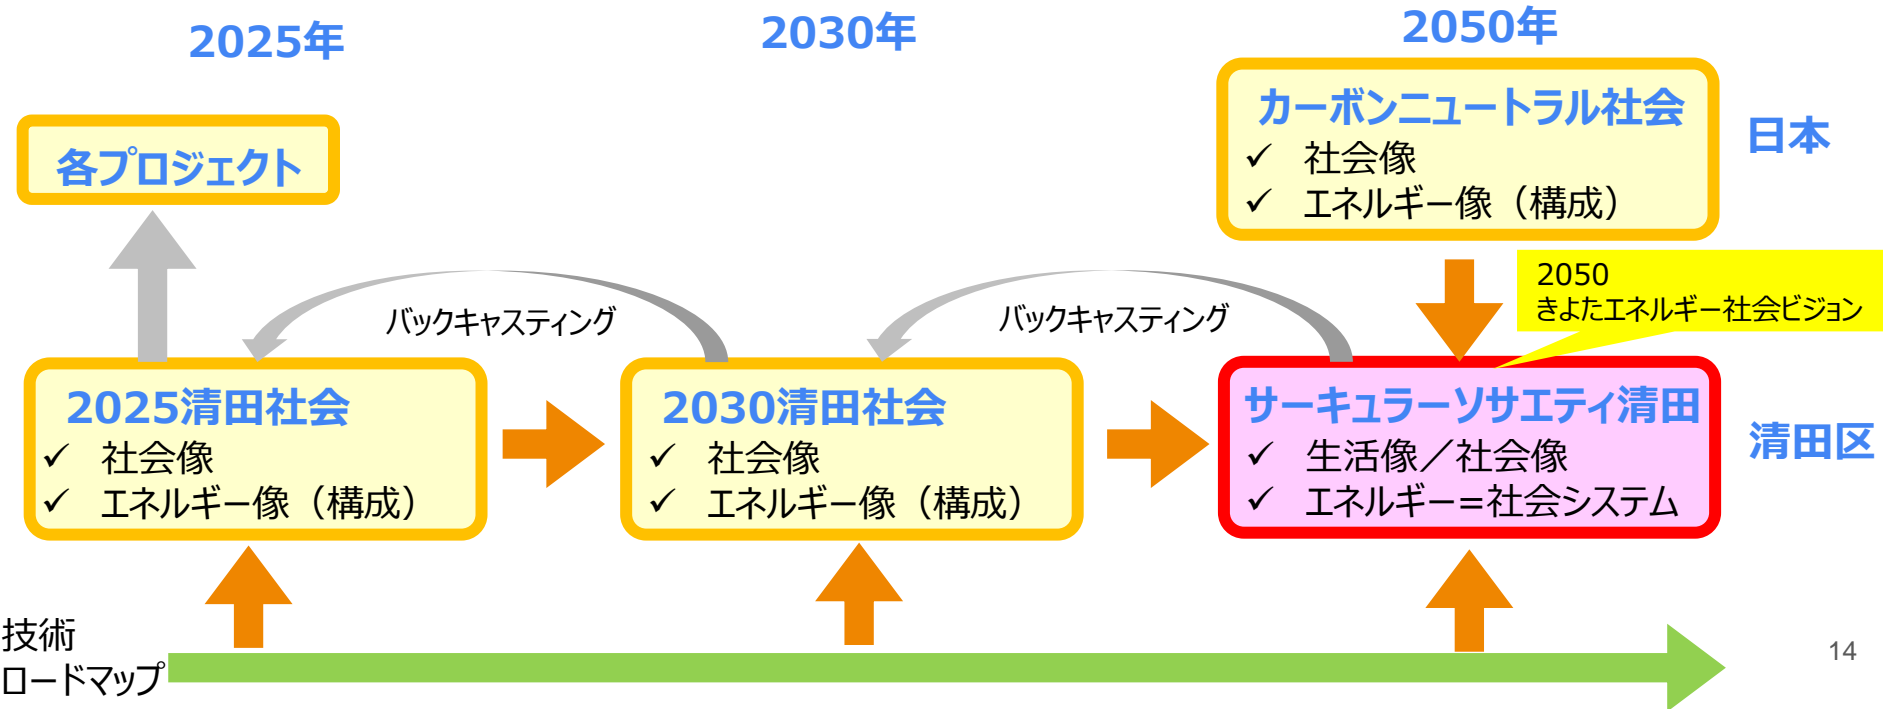 2025年
2030年
2050年
各プロジェクト
カーボンニュートラル社会
✓ 社会像
✓ エネルギー像（構成）
日本
バックキャスティング
バックキャスティング
2050
きよたエネルギー社会ビジョン
2025清田社会
✓ 社会像
✓ エネルギー像（構成）
2030清田社会
✓ 社会像
✓ エネルギー像（構成）
サーキュラーソサエティ清田
✓ 生活像／社会像
✓ エネルギー=社会システム
清田区
技術
ロードマップ
14